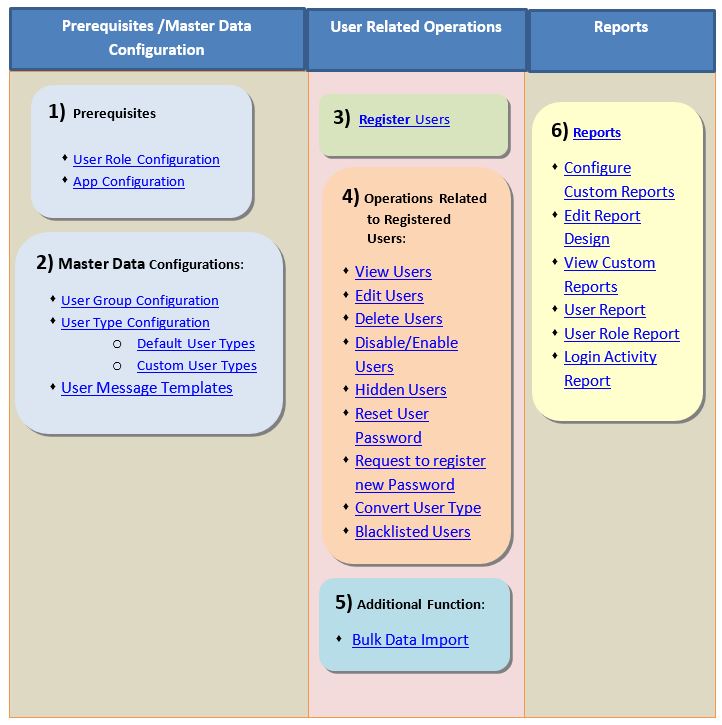 Prerequisites /Master Data
Configuration
User Related Operations
Reports
1) Prerequisites
User Role Configuration
App Configuration
2) Master Data Configurations:
User Group Configuration
User Type Configuration
Default User Types
Custom User Types
User Message Templates
3) Register Users
4) Operations Related
to Registered
Users:
View Users
Edit Users
Delete Users
Disable/Enable
Users
Hidden Users
Reset User
Password
Request to register
new Password
Convert User Type
Blacklisted Users
5) Additional Function:
Bulk Data Import
6) Reports
Configure
Custom Reports
Edit Report
Design
View Custom
Reports
User Report
User Role Report
Login Activity
Report